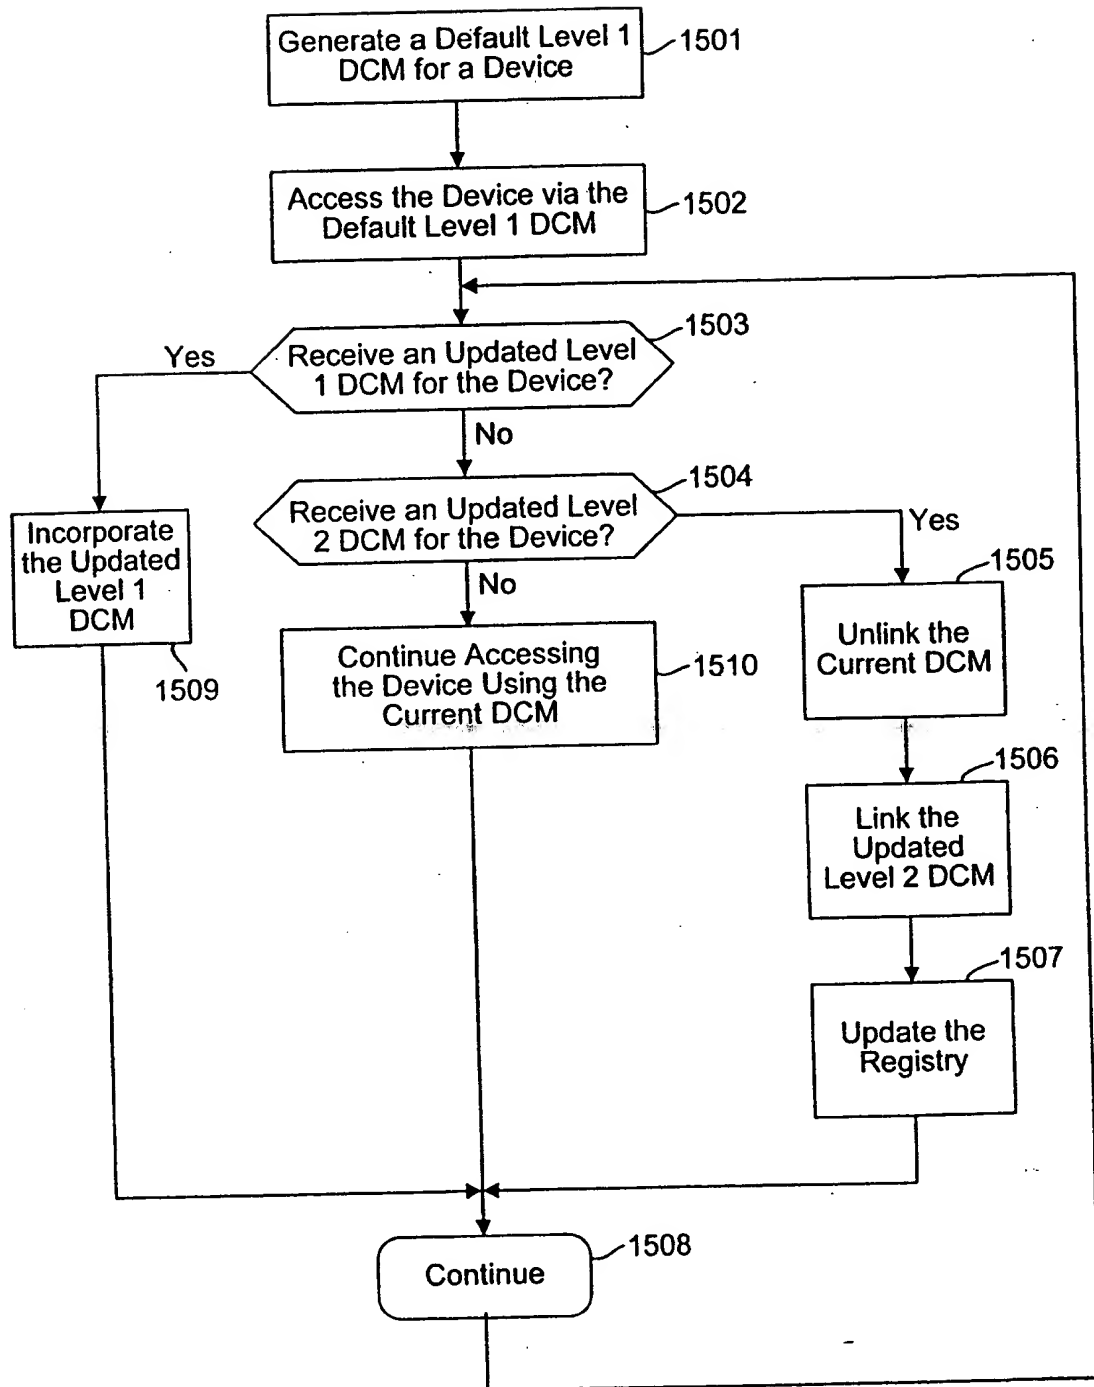 Generate a Default Level 1
DCM for a Device
1501
Access the Device via the
Default Level 1 DCM
1502
1503
Receive an Updated Level
1 DCM for the Device?
Yes
No
1504
Receive an Updated Level
2 DCM for the Device?
Yes
No
Incorporate
the Updated
Level 1
DCM
1509
Continue Accessing
the Device Using the
Current DCM
1510
1505
Unlink the
Current DCM
1506
Link the
Updated
Level 2 DCM
1507
Update the
Registry
1508
Continue